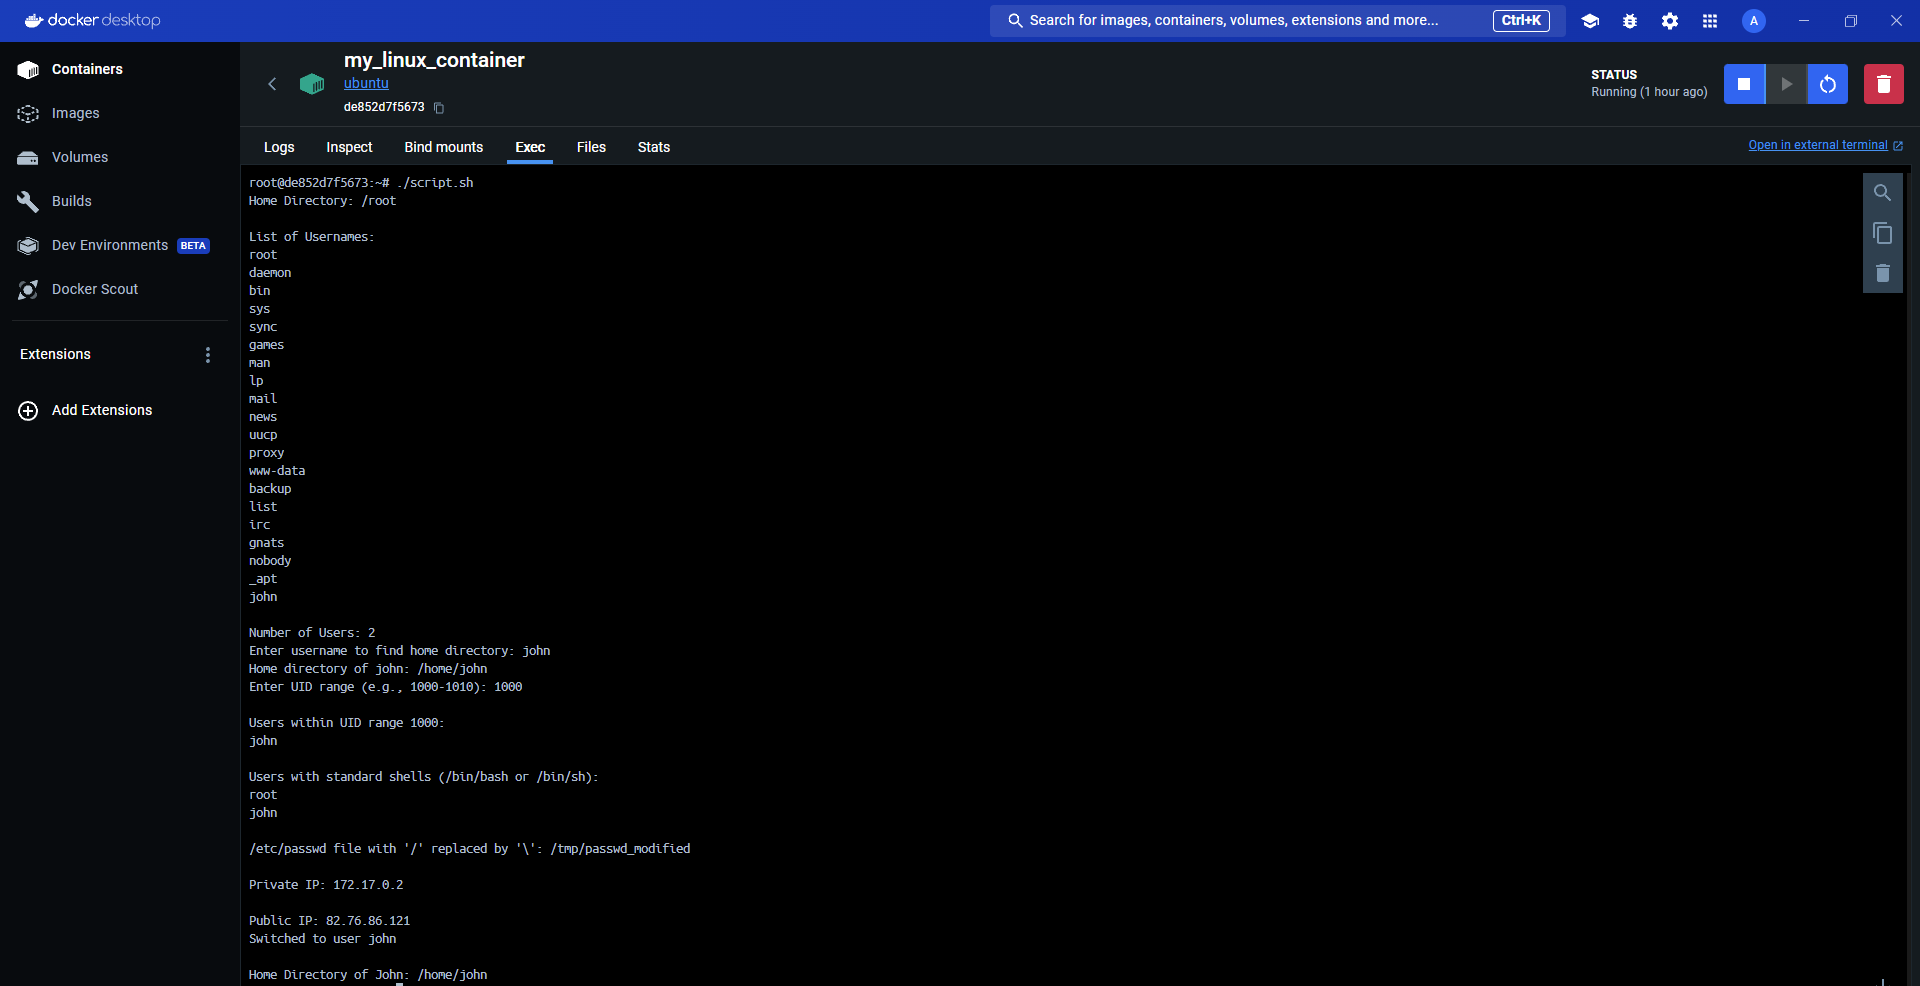 docker desktop
Search for images, containers, volumes, extensions and more...
Ctrl+K
A
Containers
Images
Volumes
Builds
Dev Environments BETA
Docker Scout
Extensions
Add Extensions
my_linux_container
ubuntu
de852d7f5673
STATUS
Running (1 hour ago)
Logs Inspect Bind mounts Exec Files Stats
Open in external terminal
root@de852d7f5673:~# ./script.sh
Home Directory: /root
List of Usernames:
root
daemon
bin
sys
sync
games
man
lp
mail
news
uucp
proxy
www-data
backup
list
irc
gnats
nobody
_apt
john
Number of Users: 2
Enter username to find home directory: john
Home directory of john: /home/john
Enter UID range (e.g., 1000-1010): 1000
Users within UID range 1000:
john
Users with standard shells (/bin/bash or /bin/sh):
root
john
/etc/passwd file with '/' replaced by '\': /tmp/passwd_modified
Private IP: 172.17.0.2
Public IP: 82.76.86.121
Switched to user john
Home Directory of John: /home/john